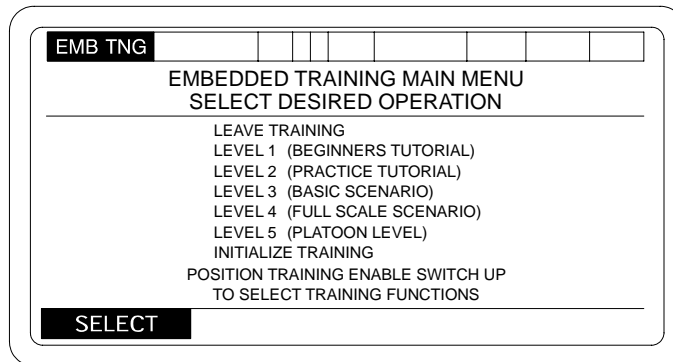 EMB TNG
EMBEDDED TRAINING MAIN MENU
SELECT DESIRED OPERATION
LEAVE TRAINING
LEVEL 1 (BEGINNERS TUTORIAL)
LEVEL 2 (PRACTICE TUTORIAL)
LEVEL 3 (BASIC SCENARIO)
LEVEL 4 (FULL SCALE SCENARIO)
LEVEL 5 (PLATOON LEVEL)
INITIALIZE TRAINING
POSITION TRAINING ENABLE SWITCH UP
TO SELECT TRAINING FUNCTIONS
SELECT